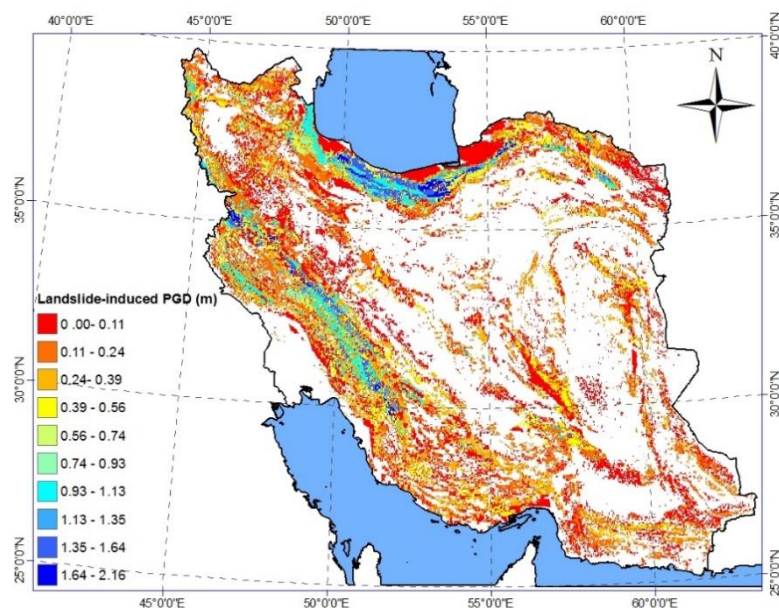 40°0'0"E 45°0'0"E 50°0'0"E 55°0'0"E 60°0'0"E
40°0'0"N
40°0'0"N
N
35°0'0"N
35°0'0"N
Landslide-induced PGD (m)
0 .00- 0.11
0.11 - 0.24
0.24- 0.39
0.39 - 0.56
0.56 - 0.74
0.74 - 0.93
0.93 - 1.13
1.13 - 1.35
1.35 - 1.64
1.64 - 2.16
30°0'0"N
30°0'0"N
25°0'0"N
25°0'0"N
45°0'0"E 50°0'0"E 55°0'0"E 60°0'0"E